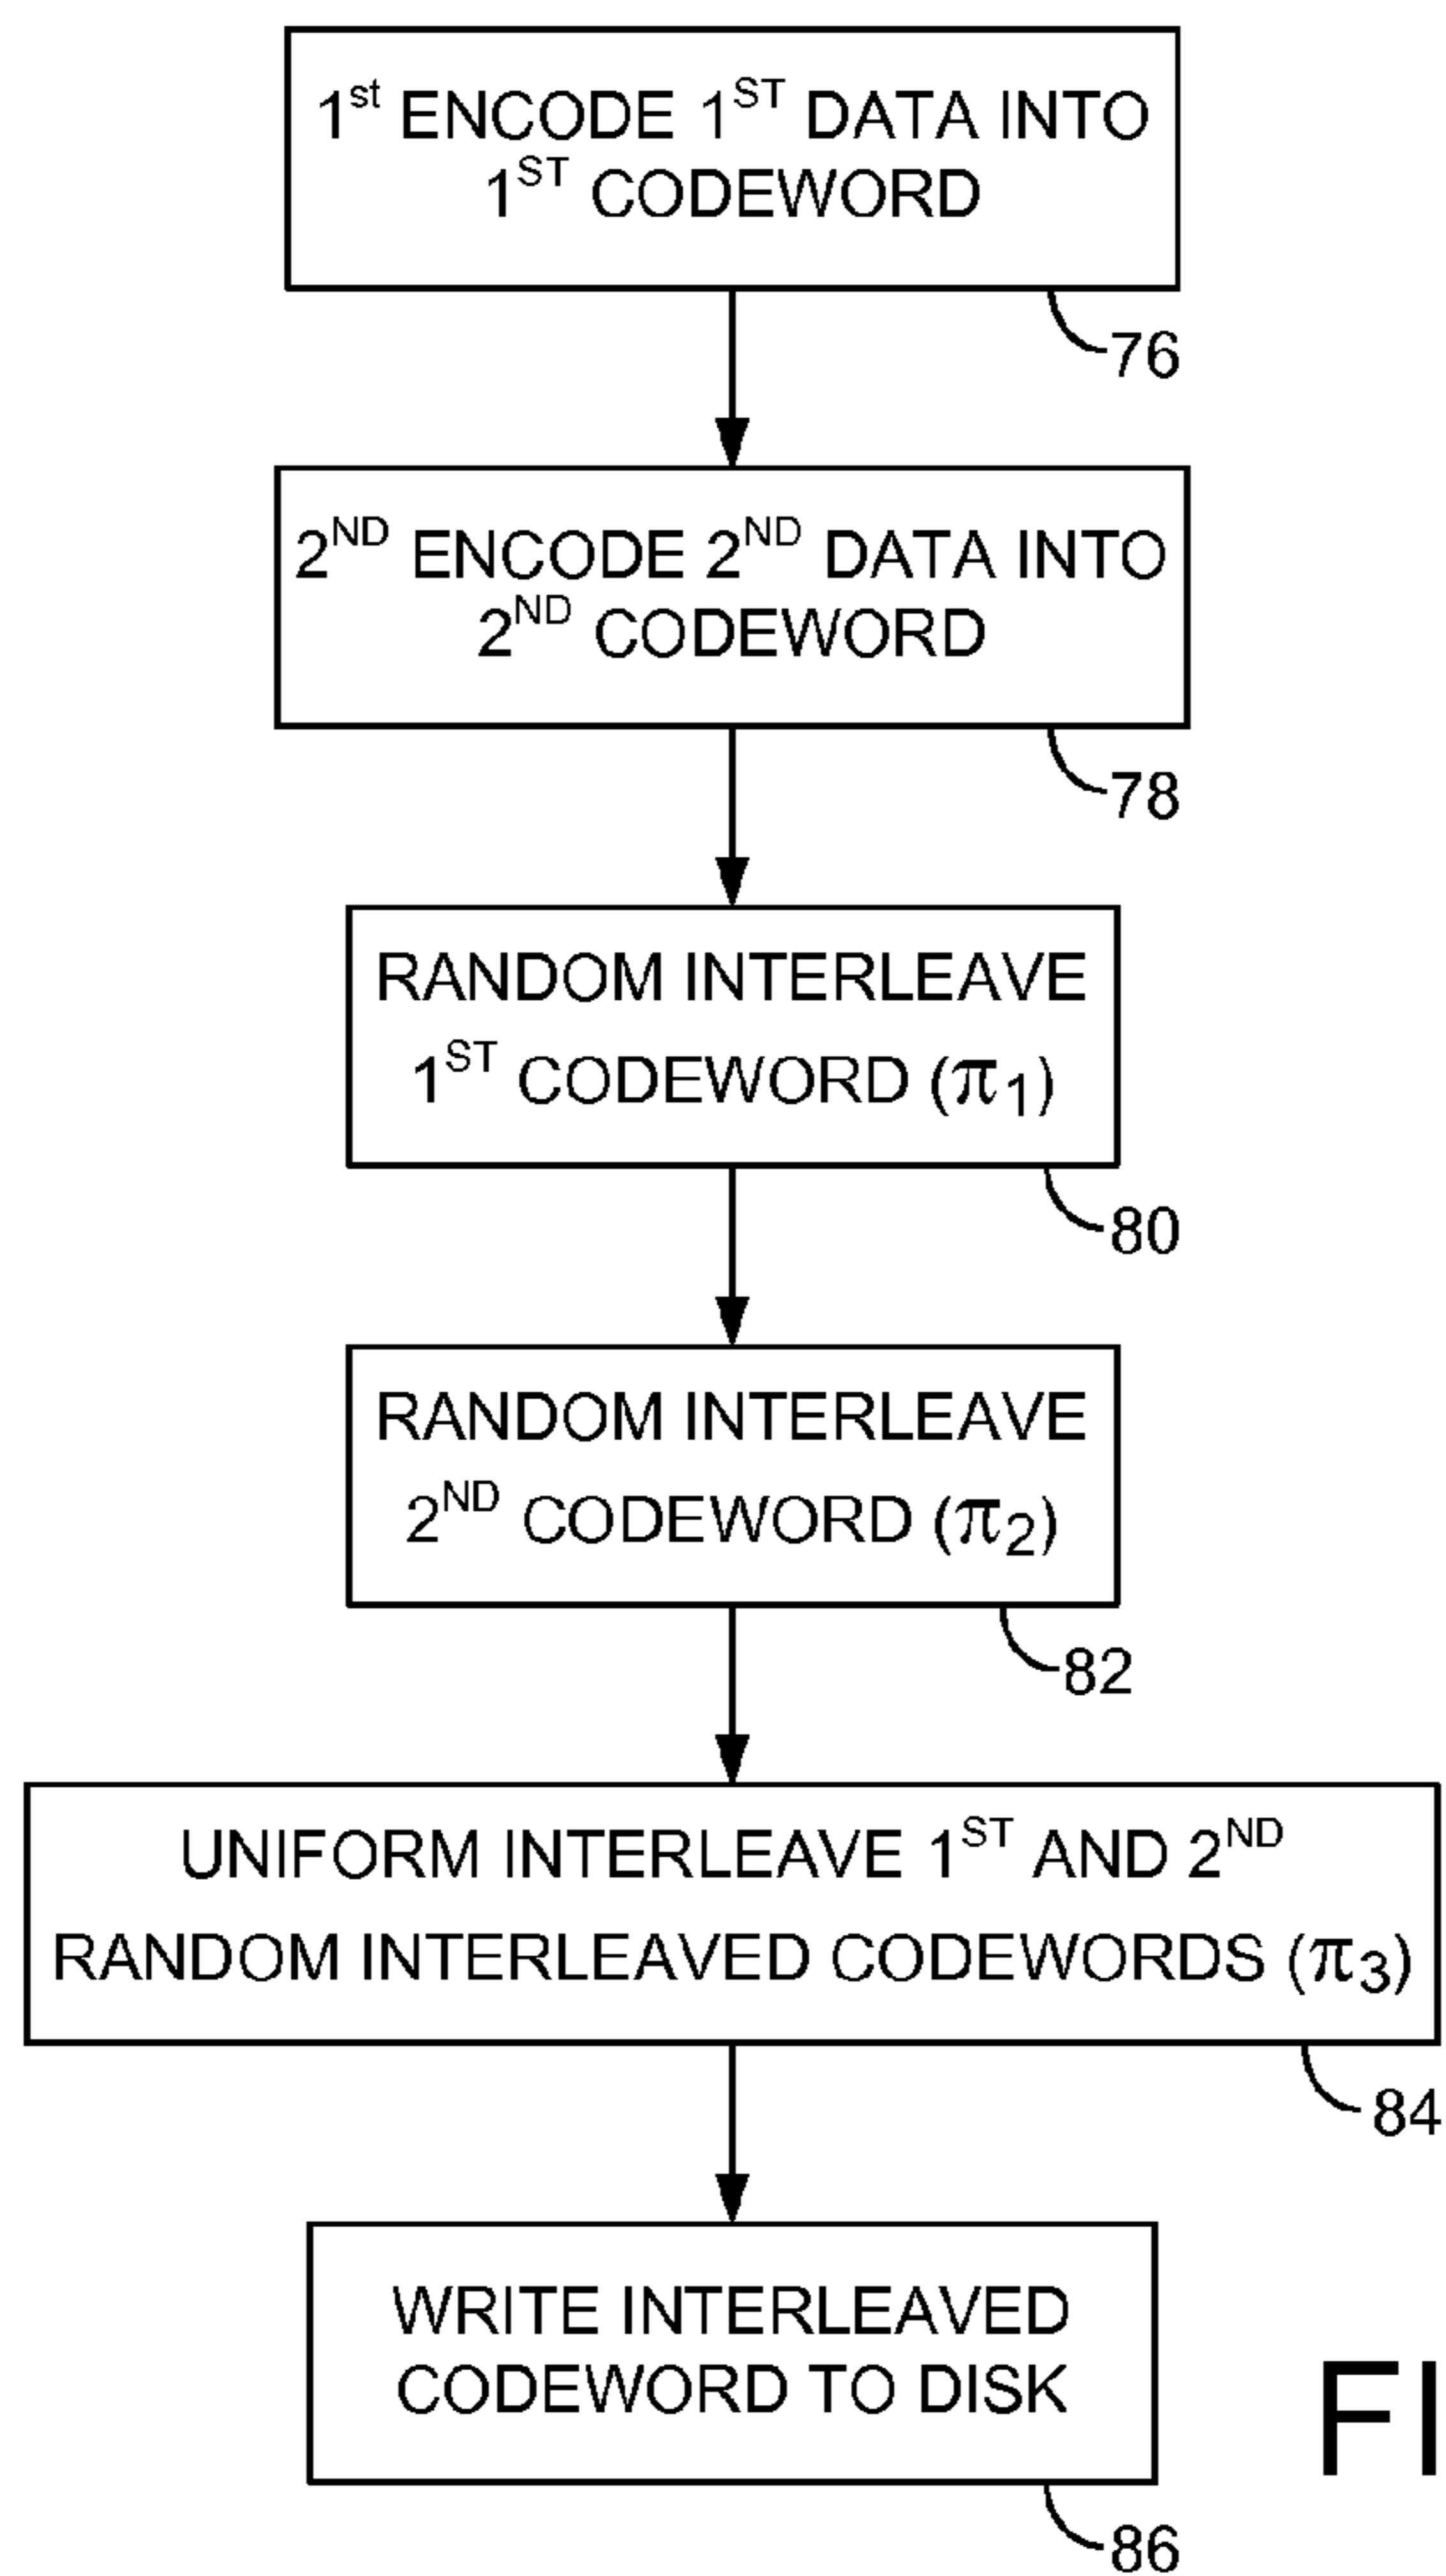 1st ENCODE 1ST DATA INTO
1ST CODEWORD
76
2ND ENCODE 2ND DATA INTO
2ND CODEWORD
78
RANDOM INTERLEAVE
1ST CODEWORD (π1)
80
RANDOM INTERLEAVE
2ND CODEWORD (π2)
82
UNIFORM INTERLEAVE 1ST AND 2ND
RANDOM INTERLEAVED CODEWORDS (π3)
84
WRITE INTERLEAVED
CODEWORD TO DISK
86
FI